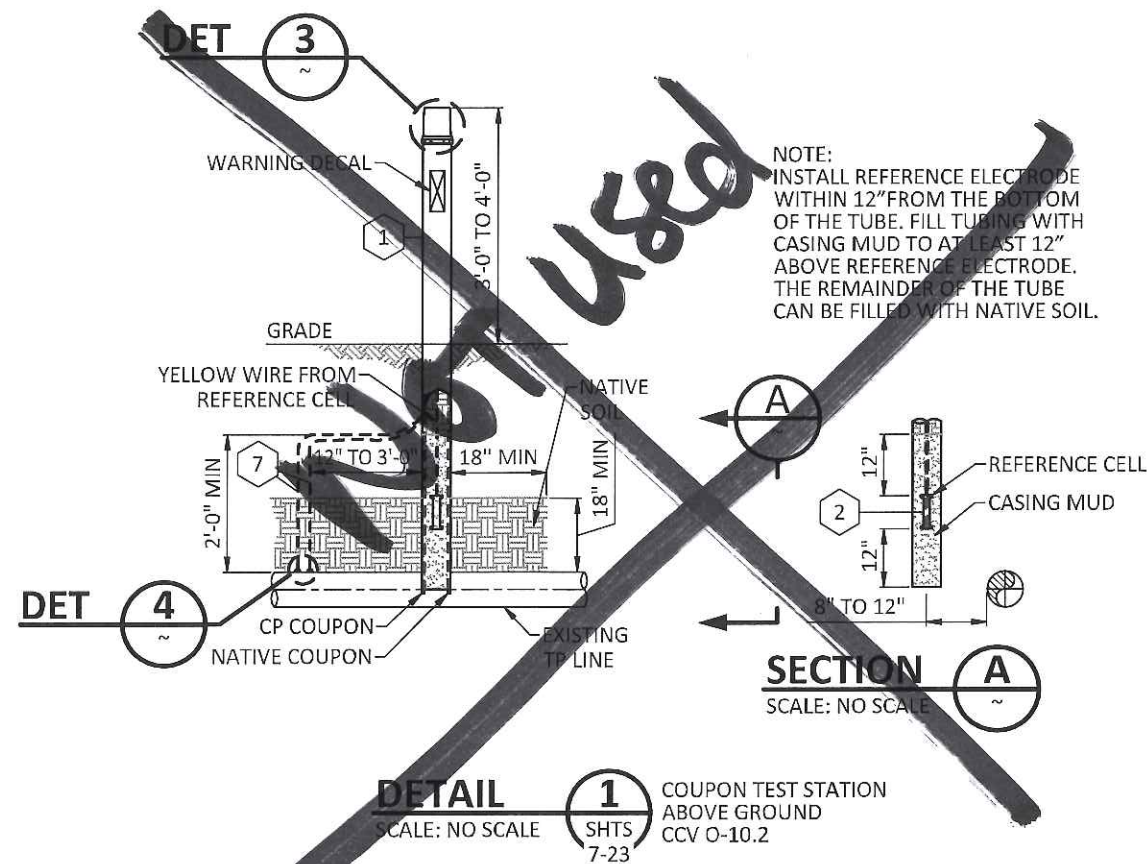 DET 3
~
WARNING DECAL
1
3'-0" TO 4'-0"
NOT USED
NOTE:
INSTALL REFERENCE ELECTRODE
WITHIN 12" FROM THE BOTTOM
OF THE TUBE. FILL TUBING WITH
CASING MUD TO AT LEAST 12"
ABOVE REFERENCE ELECTRODE.
THE REMAINDER OF THE TUBE
CAN BE FILLED WITH NATIVE SOIL.
GRADE
YELLOW WIRE FROM
REFERENCE CELL
NATIVE
SOIL
7
12" TO 3'-0"
18" MIN
18" MIN
2'-0" MIN
DET 4
~
CP COUPON
NATIVE COUPON
EXISTING
TP LINE
A
~
12"
REFERENCE CELL
2
CASING MUD
12"
8" TO 12"
SECTION A
SCALE: NO SCALE ~
DETAIL 1
SCALE: NO SCALE
SHTS
7-23
COUPON TEST STATION
ABOVE GROUND
CCV O-10.2